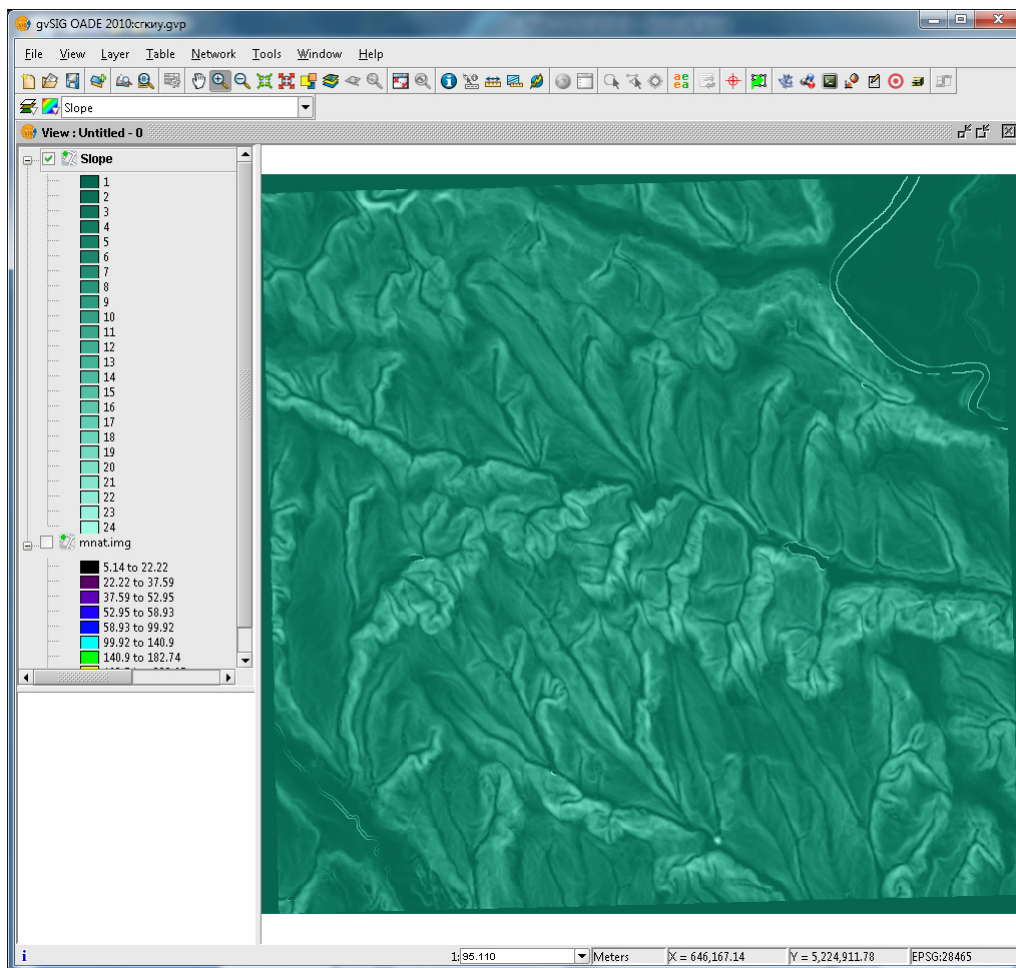 gvSIG OADE 2010:сгкиу.gvp
File View Layer Table Network Tools Window Help
Slope
View : Untitled - 0
Slope
1
2
3
4
5
6
7
8
9
10
11
12
13
14
15
16
17
18
19
20
21
22
23
24
mnat.img
5.14 to 22.22
22.22 to 37.59
37.59 to 52.95
52.95 to 58.93
58.93 to 99.92
99.92 to 140.9
140.9 to 182.74
1: 95.110 Meters X = 646,167.14 Y = 5,224,911.78 EPSG:28465